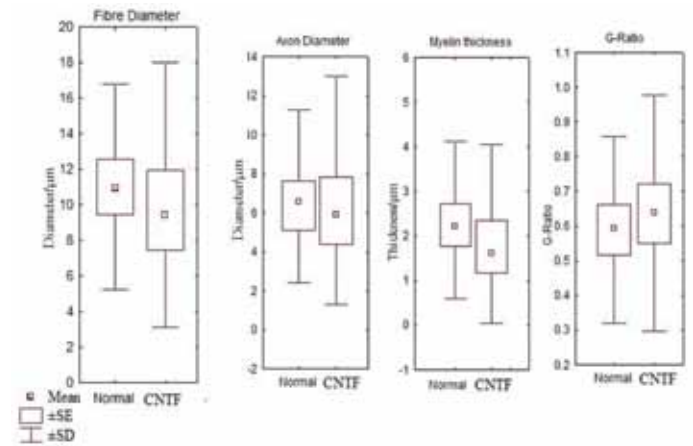 Fibre Diameter
20
18
16
14
12
10
8
6
4
2
0
Diameter/µm
Normal CNTF
Axon Diameter
14
12
10
8
6
4
2
0
-2
Diameter/µm
Normal CNTF
Myelin thickness
6
5
4
3
2
1
0
-1
Thickness/µm
Normal CNTF
G-Ratio
1.1
1.0
0.9
0.8
0.7
0.6
0.5
0.4
0.3
0.2
G-Ratio
Normal CNTF
Mean
±SE
±SD